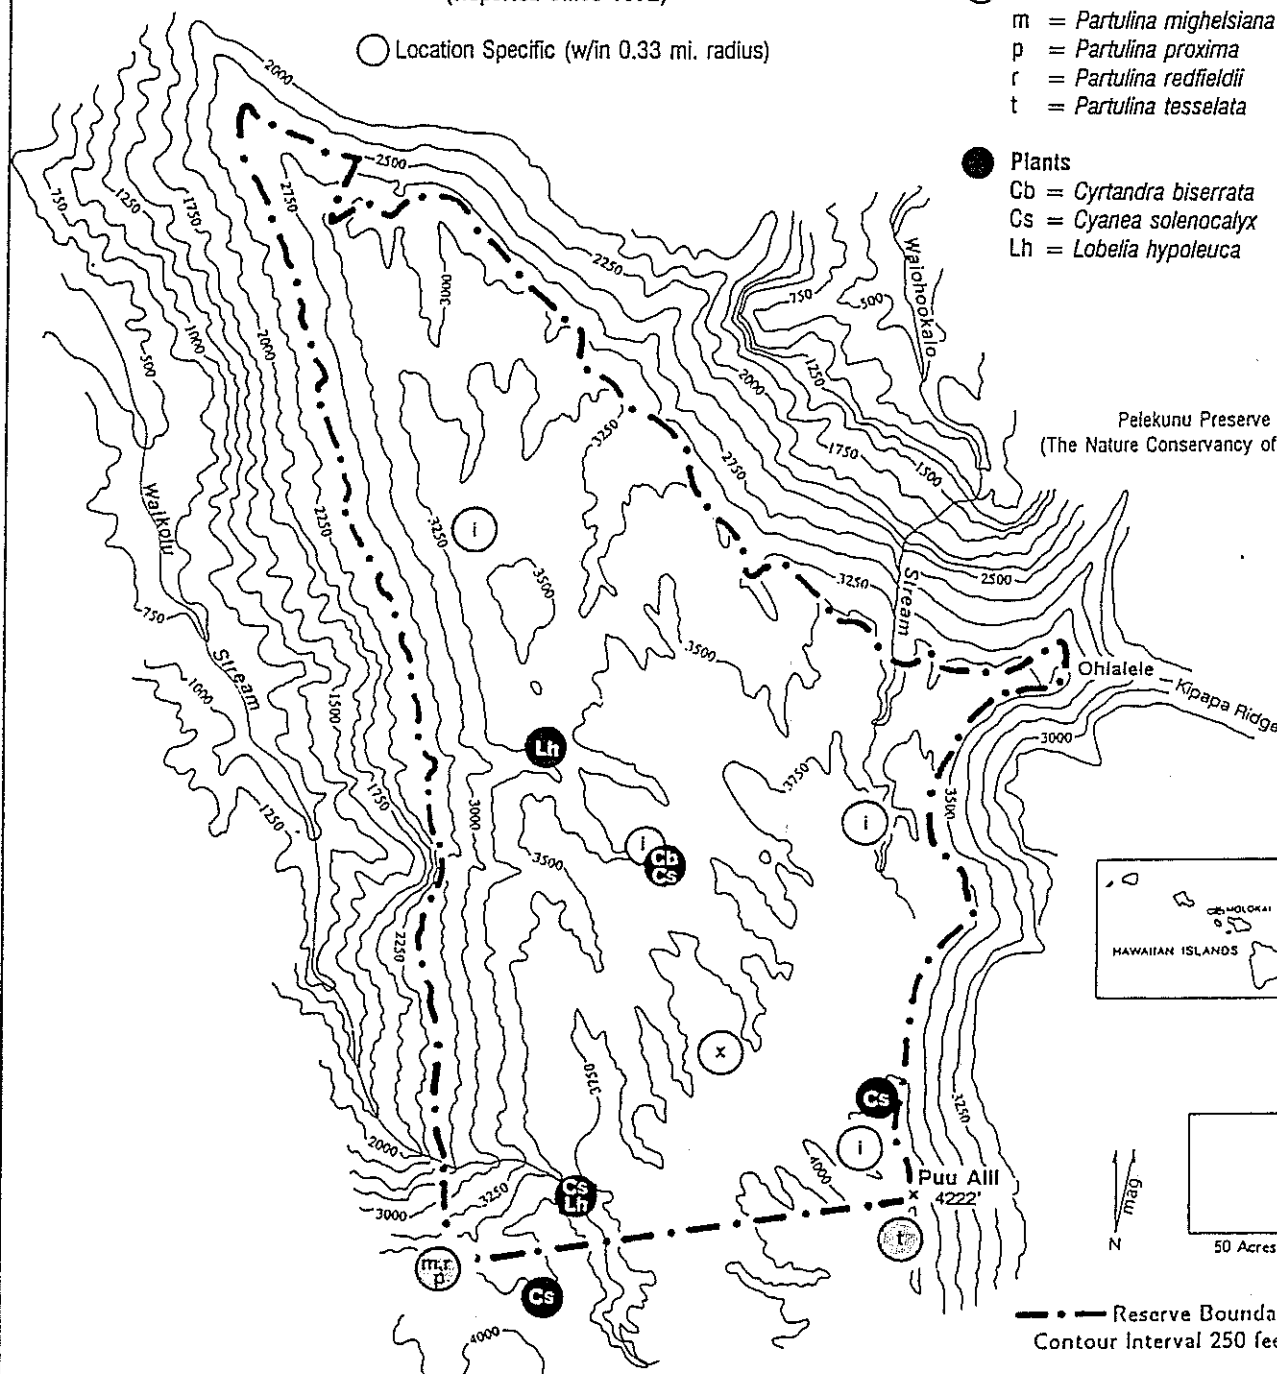 Location Specific (w/in 0.33 mi. radius)
m = Partulina mighelsiana
p = Partulina proxima
r = Partulina redfieldii
t = Partulina tesselata
Plants
Cb = Cyrtandra biserrata
Cs = Cyanea solenocalyx
Lh = Lobelia hypoleuca
2000
2500
2750
750
1250
1750
3000
2250
Waiohookalo
750
500
1000
2000
500
1250
2000
Pelekunu Preserve
(The Nature Conservancy of
3250
1750
1500
2750
Waikolu
2250
3250
i
3500
Stream
3250
2500
750
Stream
3500
Ohialele
Kipapa Ridge
1000
1500
3000
Lh
3750
1750
3000
3500
1250
i
i
Cb
Cs
3500
MOLOKAI
HAWAIIAN ISLANDS
2250
x
3750
Cs
3250
i
2000
4000
Puu Alii
4222'
x
mag.
N
Cs
Lh
3250
3000
t
50 Acres
m,r
p
Cs
4000
Reserve Bounda
Contour Interval 250 fee